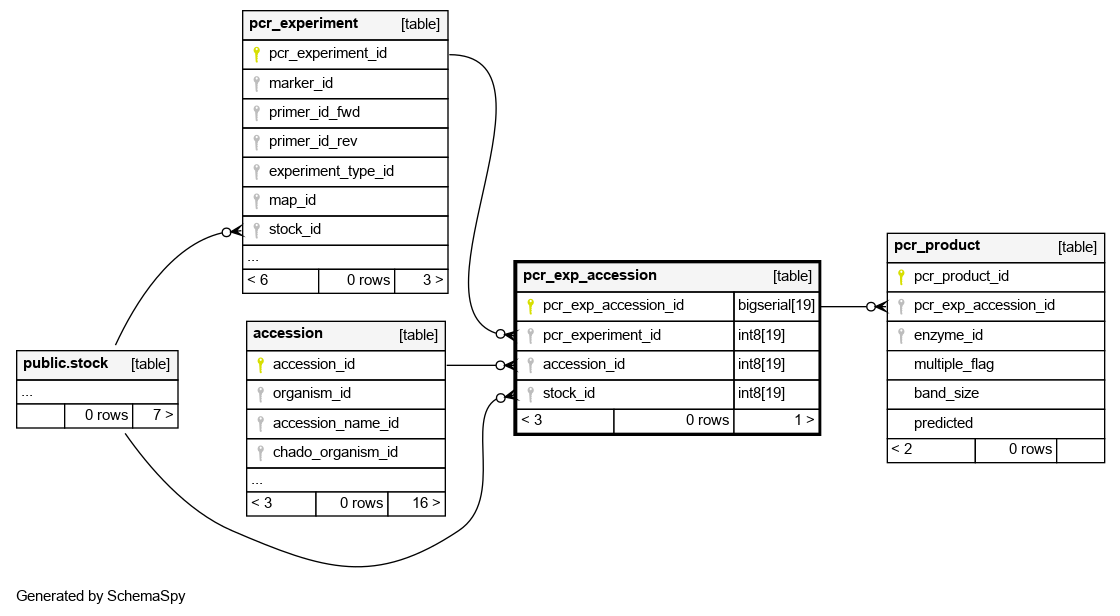 pcr_experiment [table]
pcr_experiment_id
marker_id
primer_id_fwd
primer_id_rev
experiment_type_id
map_id
stock_id
...
< 6 0 rows 3 >
accession [table]
accession_id
organism_id
accession_name_id
chado_organism_id
...
< 3 0 rows 16 >
public.stock [table]
...
0 rows 7 >
pcr_exp_accession [table]
pcr_exp_accession_id bigserial[19]
pcr_experiment_id int8[19]
accession_id int8[19]
stock_id int8[19]
< 3 0 rows 1 >
pcr_product [table]
pcr_product_id
pcr_exp_accession_id
enzyme_id
multiple_flag
band_size
predicted
< 2 0 rows
Generated by SchemaSpy